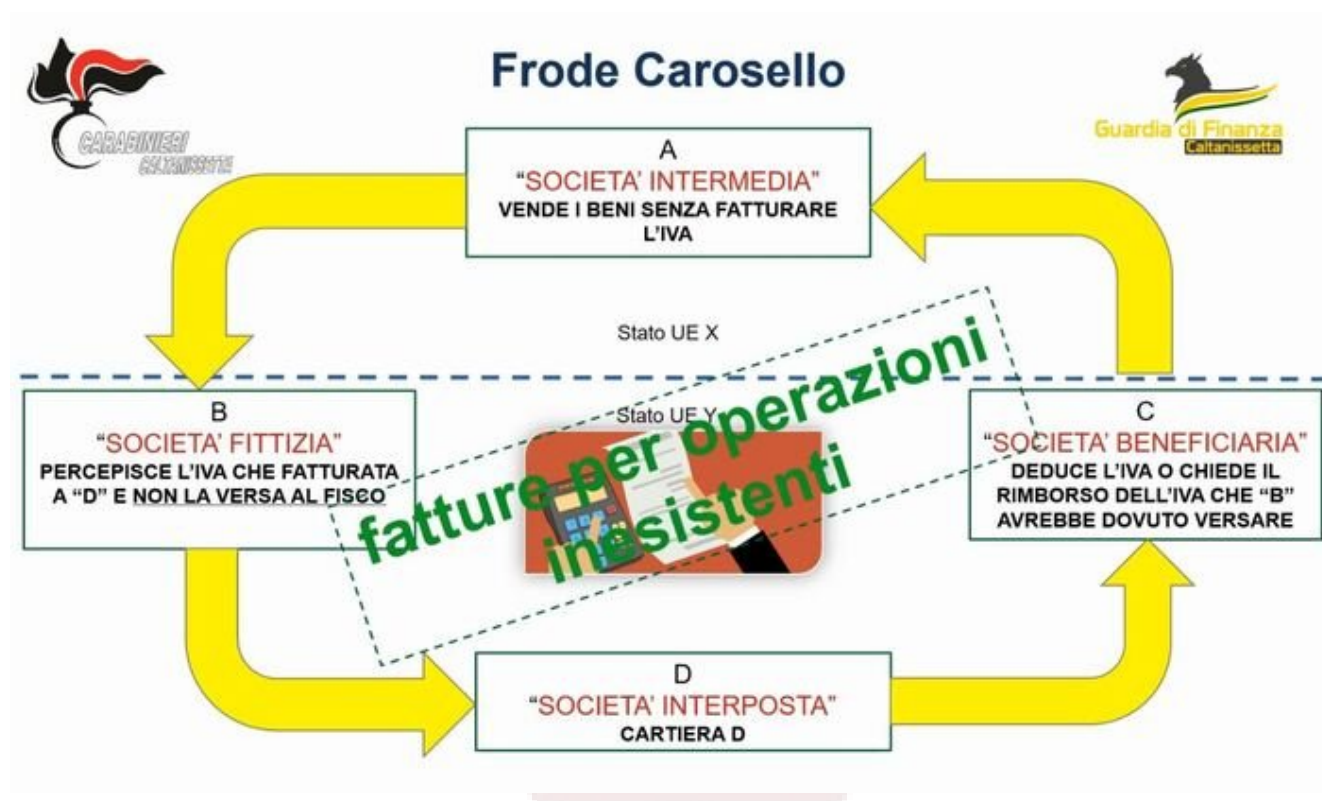 Frode Carosello
CARABINIERI
CALTANISSETTA
Guardia di Finanza
Caltanissetta
A
“SOCIETA’ INTERMEDIA”
VENDE I BENI SENZA FATTURARE
L’IVA
Stato UE X
Stato UE Y
B
“SOCIETA’ FITTIZIA”
PERCEPISCE L’IVA CHE FATTURATA
A “D” E NON LA VERSA AL FISCO
C
“SOCIETA’ BENEFICIARIA”
DEDUCE L’IVA O CHIEDE IL
RIMBORSO DELL’IVA CHE “B”
AVREBBE DOVUTO VERSARE
fatture per operazioni
inesistenti
D
“SOCIETA’ INTERPOSTA”
CARTIERA D